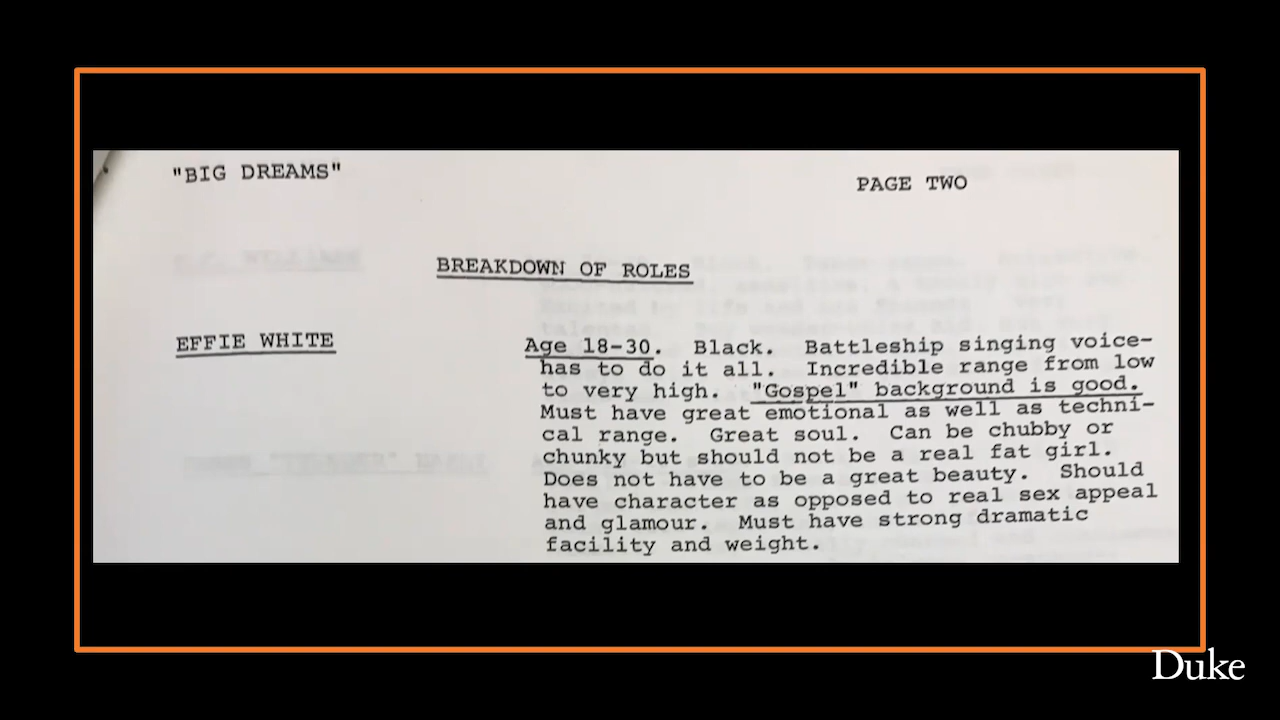 "BIG DREAMS"
PAGE TWO
BREAKDOWN OF ROLES
EFFIE WHITE
Age 18-30. Black. Battleship singing voice-
has to do it all. Incredible range from low
to very high. "Gospel" background is good.
Must have great emotional as well as techni-
cal range. Great soul. Can be chubby or
chunky but should not be a real fat girl.
Does not have to be a great beauty. Should
have character as opposed to real sex appeal
and glamour. Must have strong dramatic
facility and weight.
Duke